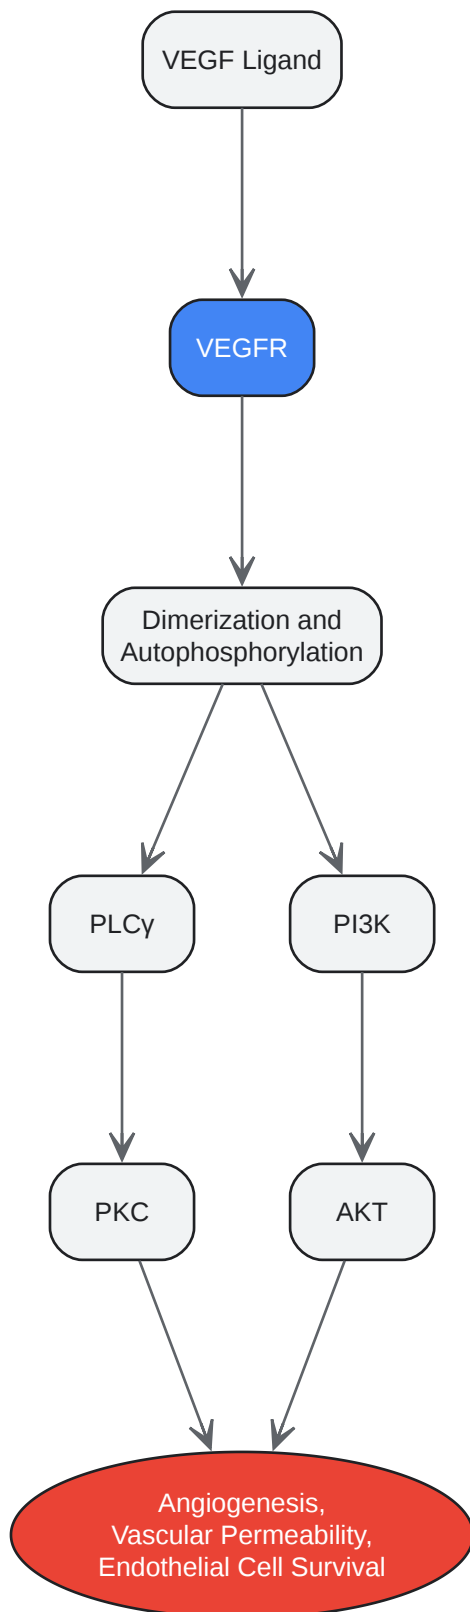 VEGF Ligand
VEGFR
Dimerization and
Autophosphorylation
PLCγ
PI3K
PKC
AKT
Angiogenesis,
Vascular Permeability,
Endothelial Cell Survival